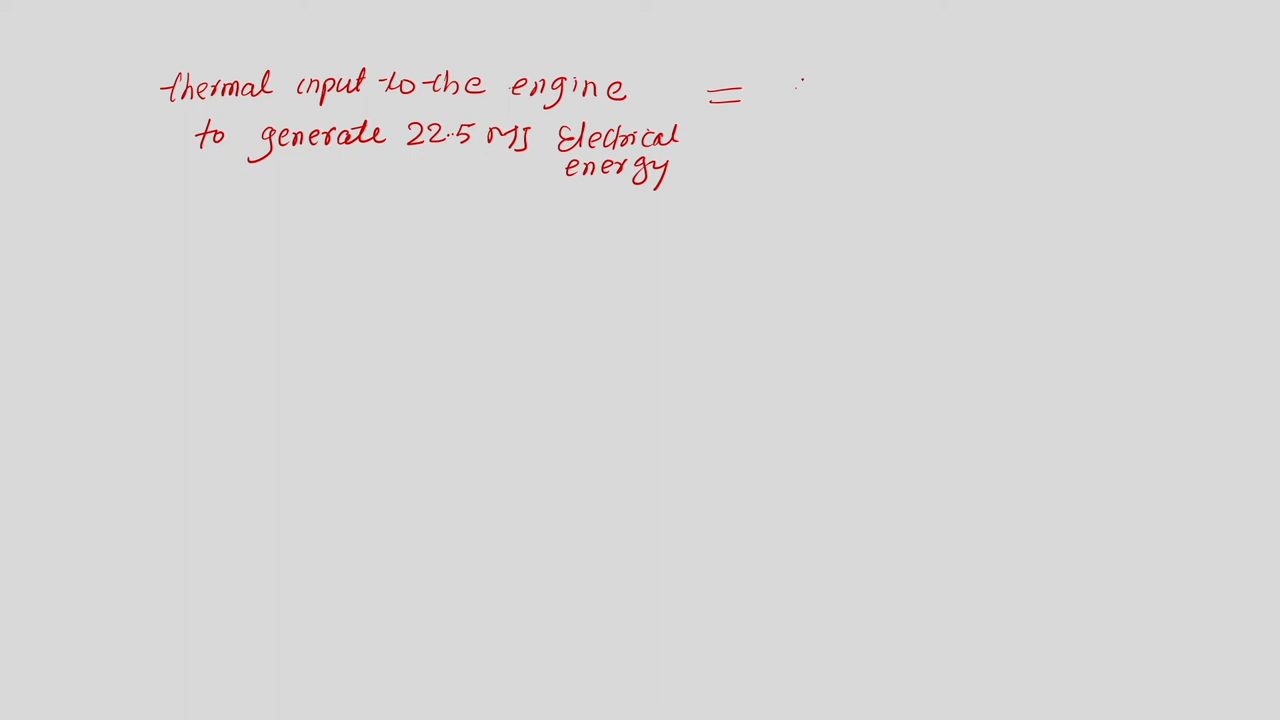 thermal input to the engine =
to generate 22.5 MJ Electrical
energy